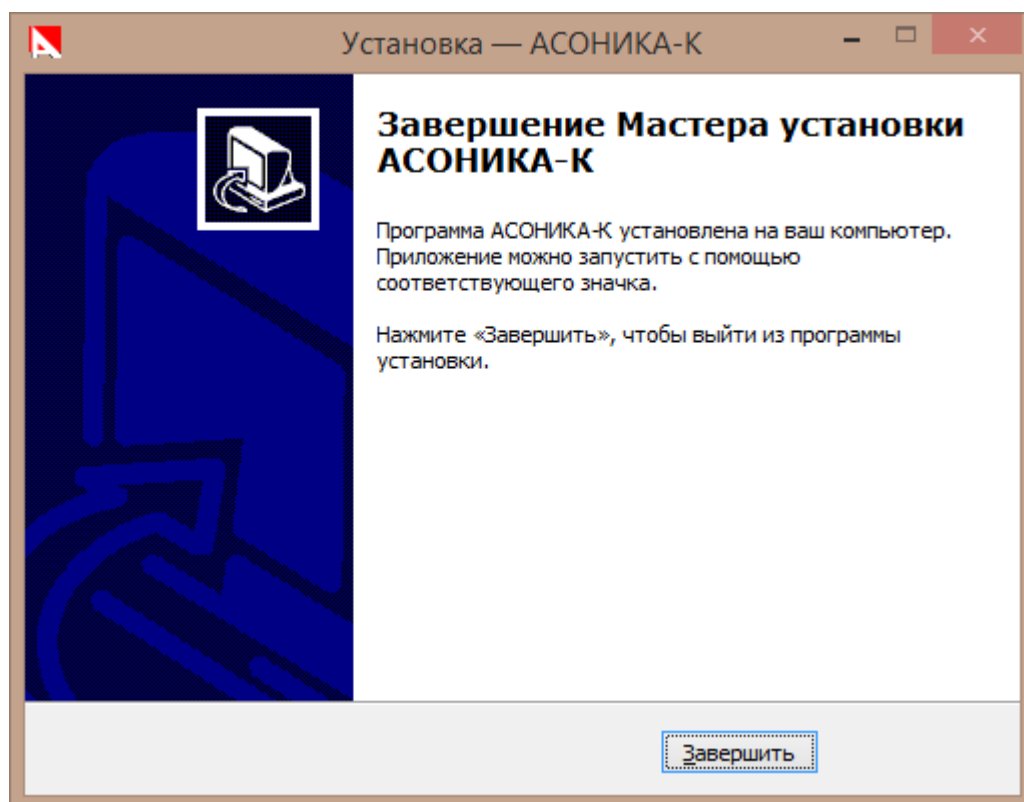 Установка — АСОНИКА-К
Завершение Мастера установки
АСОНИКА-К
Программа АСОНИКА-К установлена на ваш компьютер.
Приложение можно запустить с помощью
соответствующего значка.
Нажмите «Завершить», чтобы выйти из программы
установки.
Завершить